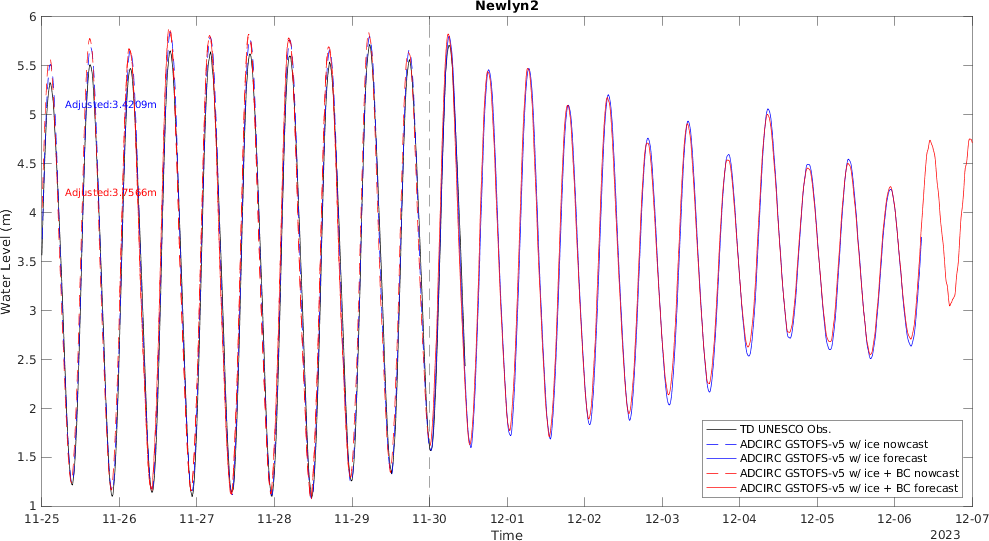 Newlyn2
Water Level (m)
6
5.5
5
4.5
4
3.5
3
2.5
2
1.5
1
Adjusted:3.4209m
Adjusted:3.7566m
TD UNESCO Obs.
ADCIRC GSTOFS-v5 w/ ice nowcast
ADCIRC GSTOFS-v5 w/ ice forecast
ADCIRC GSTOFS-v5 w/ ice + BC nowcast
ADCIRC GSTOFS-v5 w/ ice + BC forecast
11-25 11-26 11-27 11-28 11-29 11-30 12-01 12-02 12-03 12-04 12-05 12-06 12-07
Time
2023